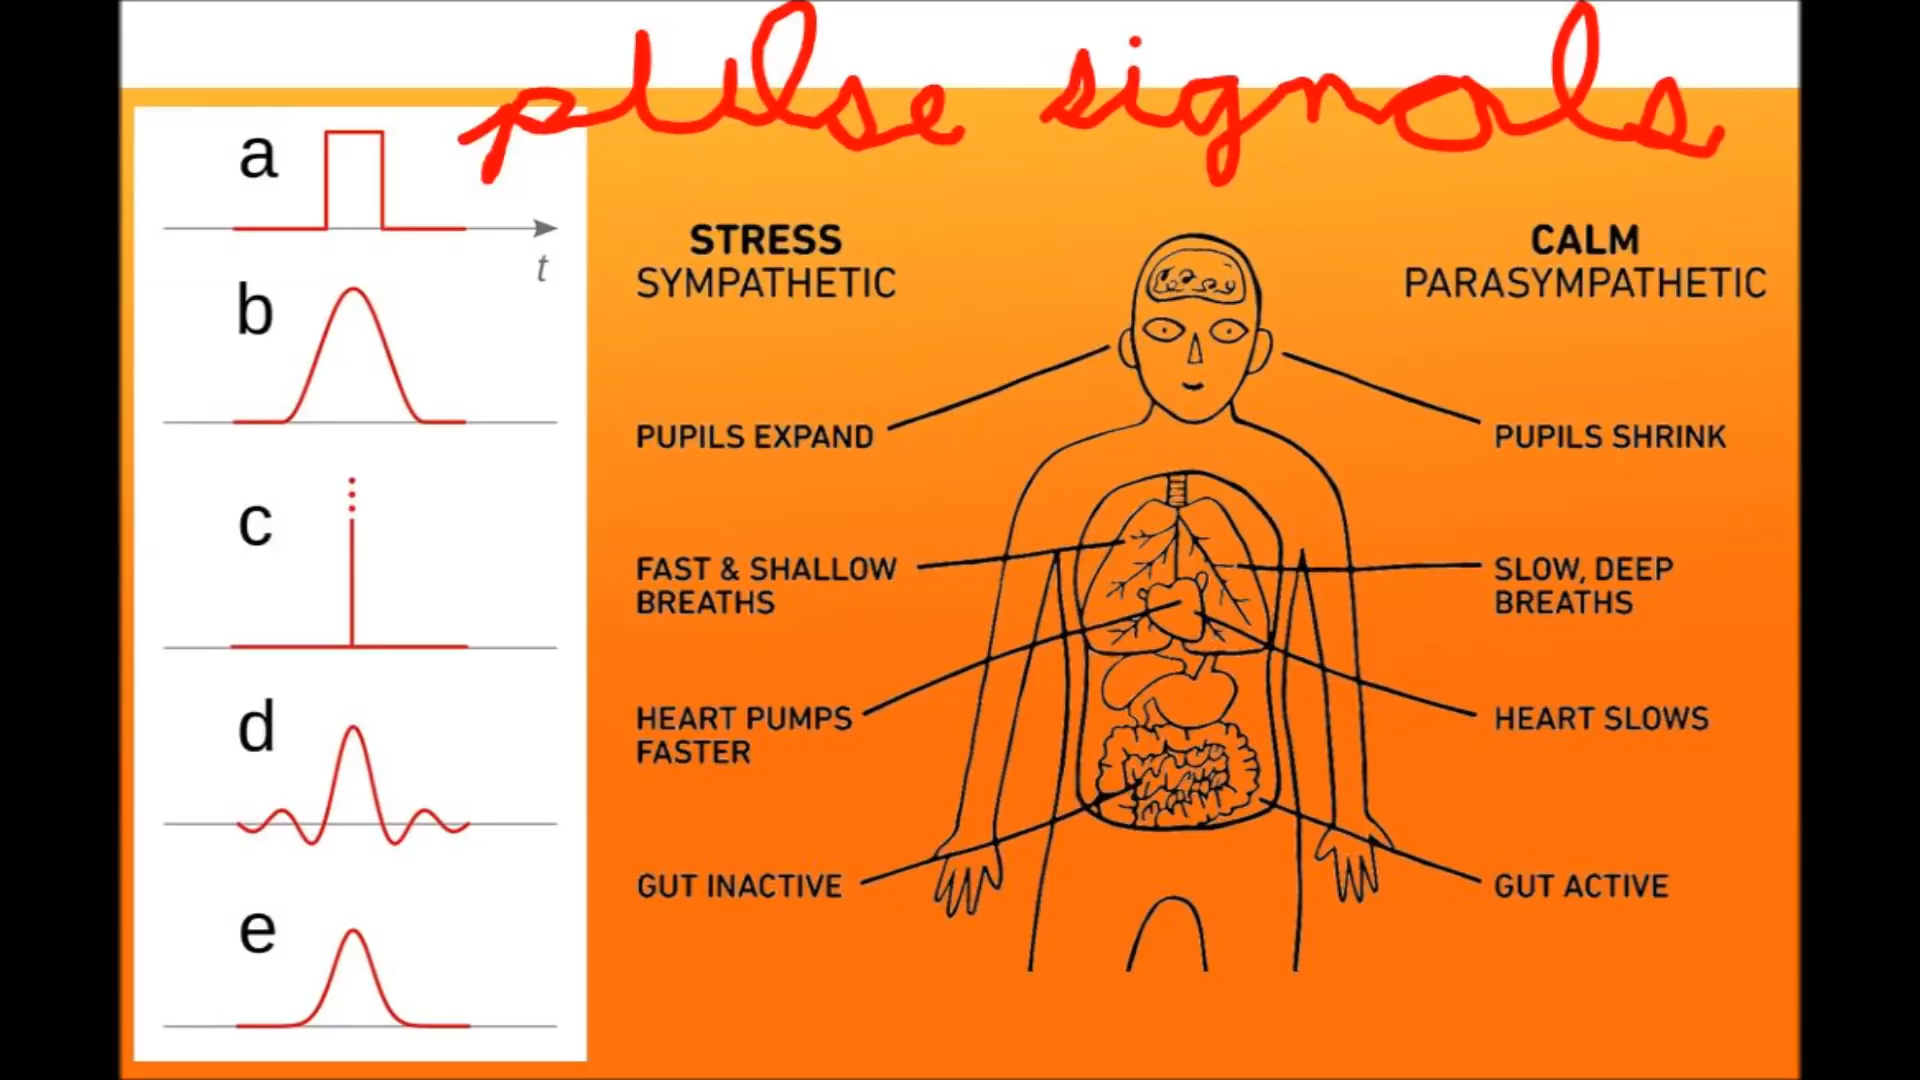 pulse signals
a
t
b
c
d
e
STRESS
SYMPATHETIC
PUPILS EXPAND
FAST & SHALLOW
BREATHS
HEART PUMPS
FASTER
GUT INACTIVE
CALM
PARASYMPATHETIC
PUPILS SHRINK
SLOW, DEEP
BREATHS
HEART SLOWS
GUT ACTIVE